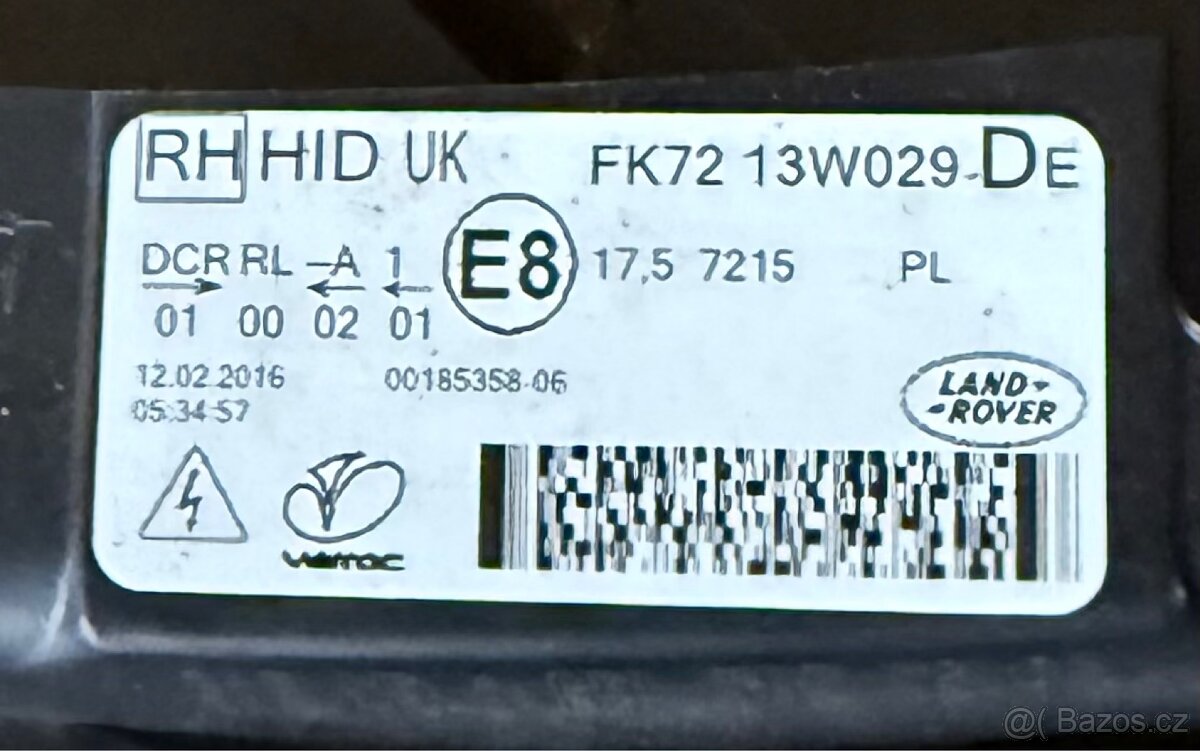 RH HID UK FK72 13W029-DE
DCR RL -A 1 E8 17,5 7215 PL
01 00 02 01
12.02.2016 00185358-06
05:34:57
LAND-
-ROVER
varroc
@( Bazos.cz